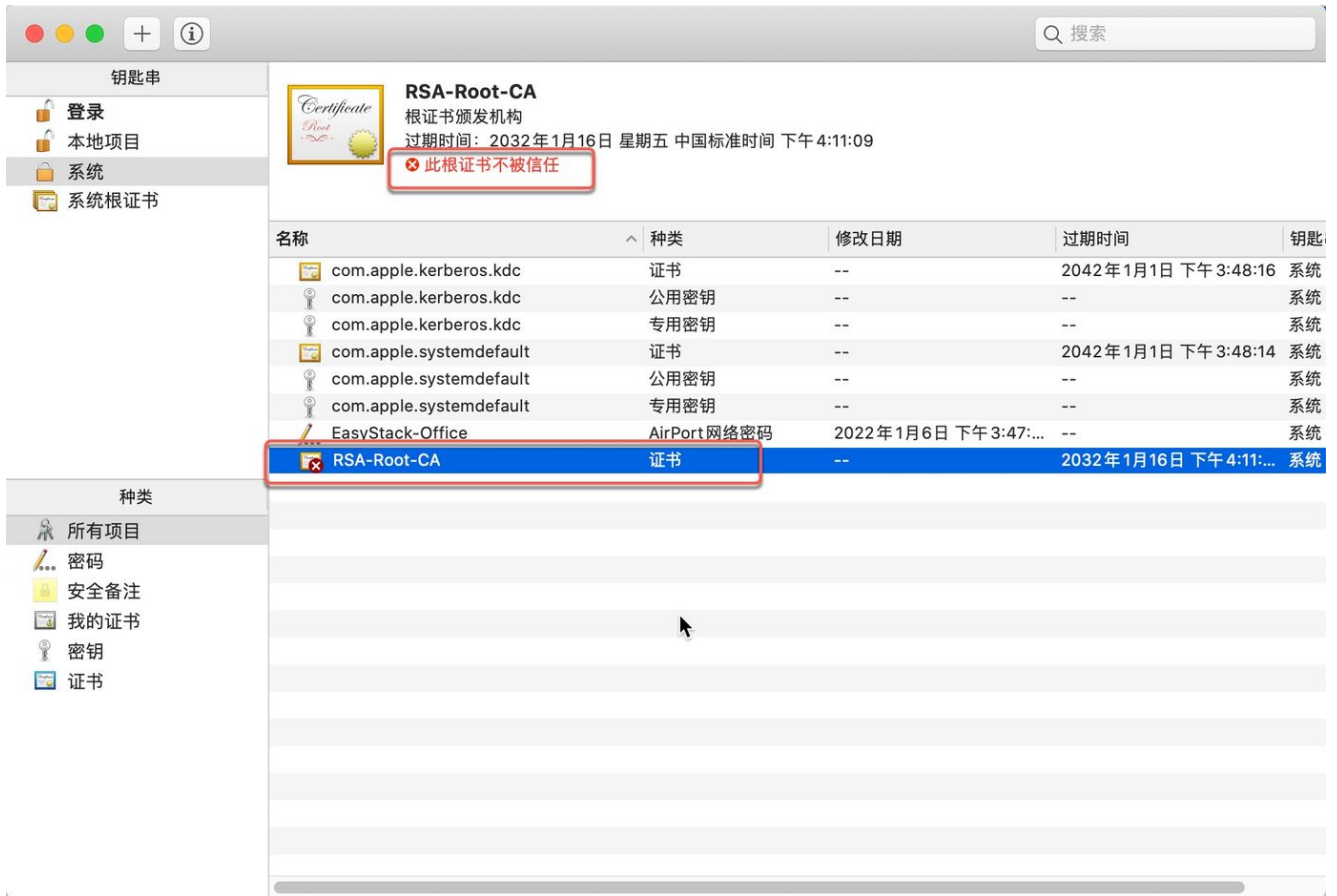 搜索
钥匙串
登录
本地项目
系统
系统根证书
Certificate
Root
RSA-Root-CA
根证书颁发机构
过期时间：2032年1月16日 星期五 中国标准时间 下午4:11:09
此根证书不被信任
名称 种类 修改日期 过期时间 钥匙
com.apple.kerberos.kdc 证书 -- 2042年1月1日 下午3:48:16 系统
com.apple.kerberos.kdc 公用密钥 -- -- 系统
com.apple.kerberos.kdc 专用密钥 -- -- 系统
com.apple.systemdefault 证书 -- 2042年1月1日 下午3:48:14 系统
com.apple.systemdefault 公用密钥 -- -- 系统
com.apple.systemdefault 专用密钥 -- -- 系统
EasyStack-Office AirPort网络密码 2022年1月6日 下午3:47:... -- 系统
RSA-Root-CA 证书 -- 2032年1月16日 下午4:11:... 系统
种类
所有项目
密码
安全备注
我的证书
密钥
证书